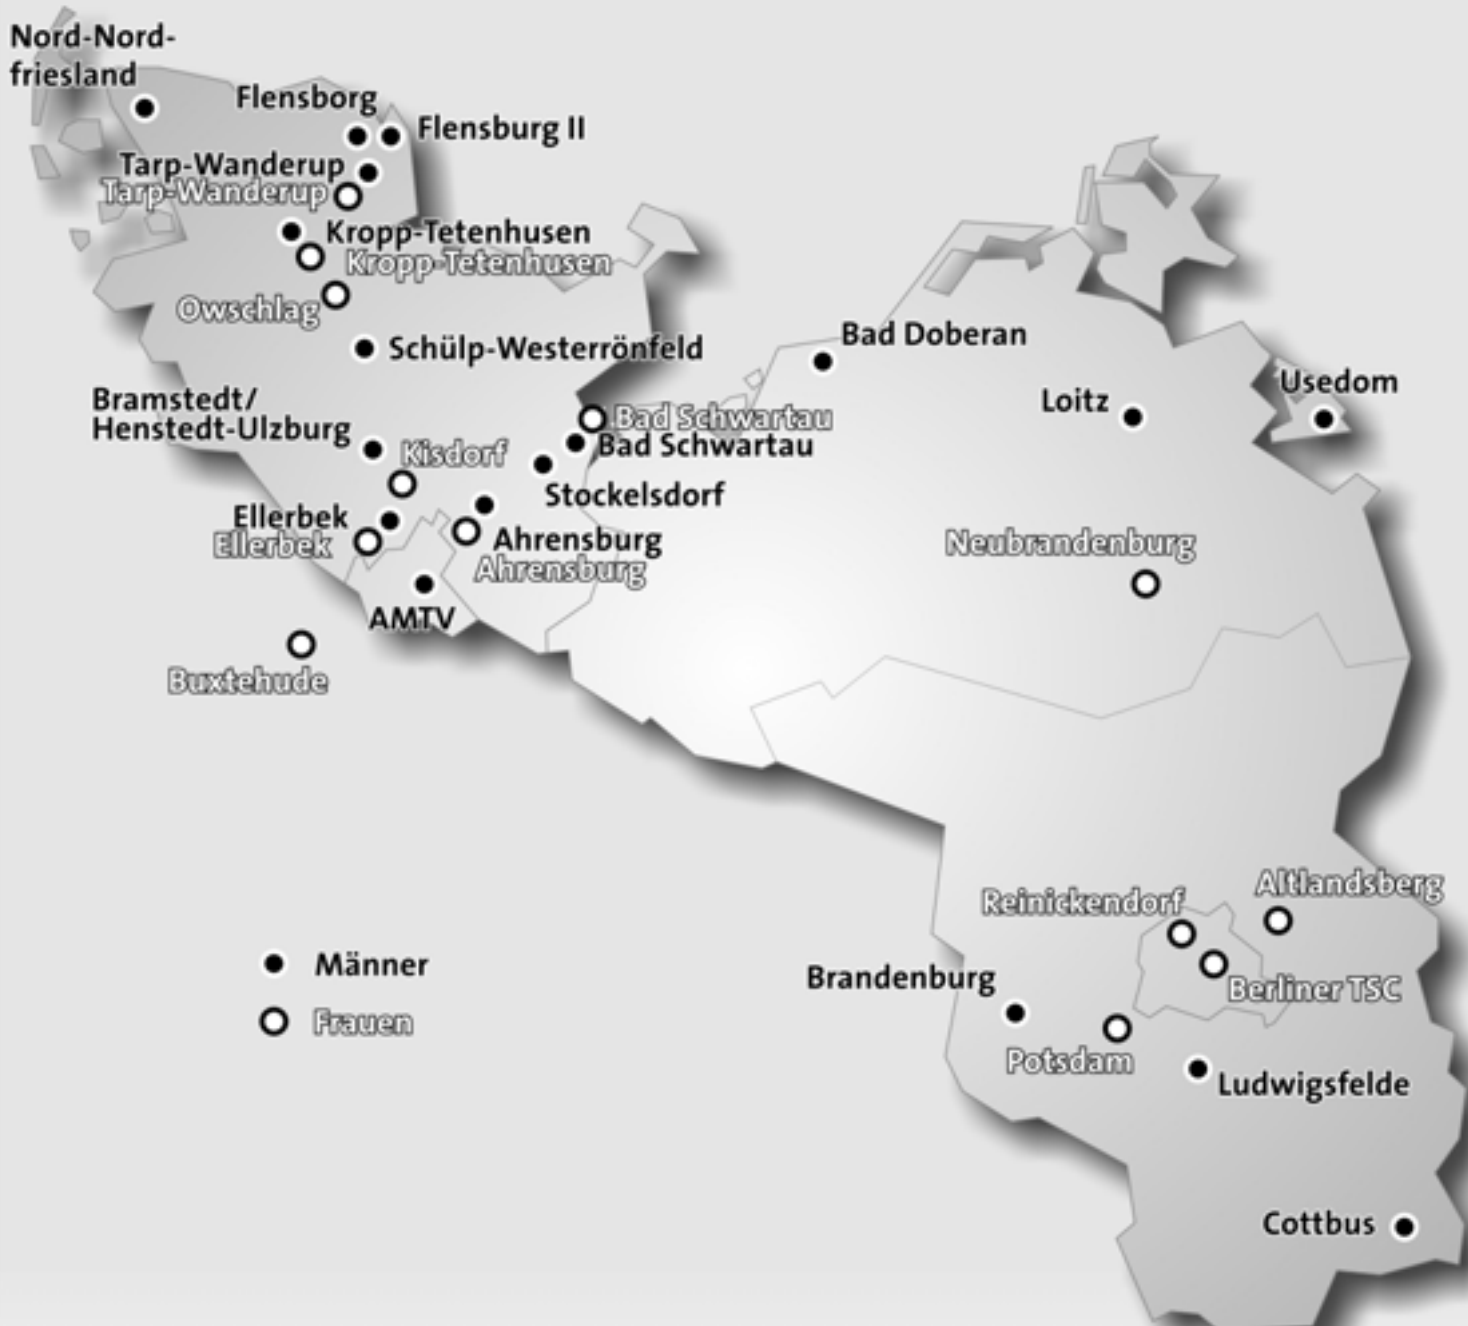 Nord-Nord-
friesland
Flensborg
Flensburg II
Tarp-Wanderup
Tarp-Wanderup
Kropp-Tetenhusen
Kropp-Tetenhusen
Owschlag
Schülp-Westerrönfeld
Bad Doberan
Usedom
Loitz
Bramstedt/
Henstedt-Ulzburg
Bad Schwartau
Bad Schwartau
Kisdorf
Stockelsdorf
Ellerbek
Ellerbek
Ahrensburg
Ahrensburg
Neubrandenburg
AMTV
Buxtehude
Altlandsberg
Reinickendorf
Männer
Brandenburg
Berliner TSC
Frauen
Potsdam
Ludwigsfelde
Cottbus